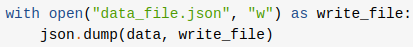 with open("data_file.json", "w") as write_file:
    json.dump(data, write_file)